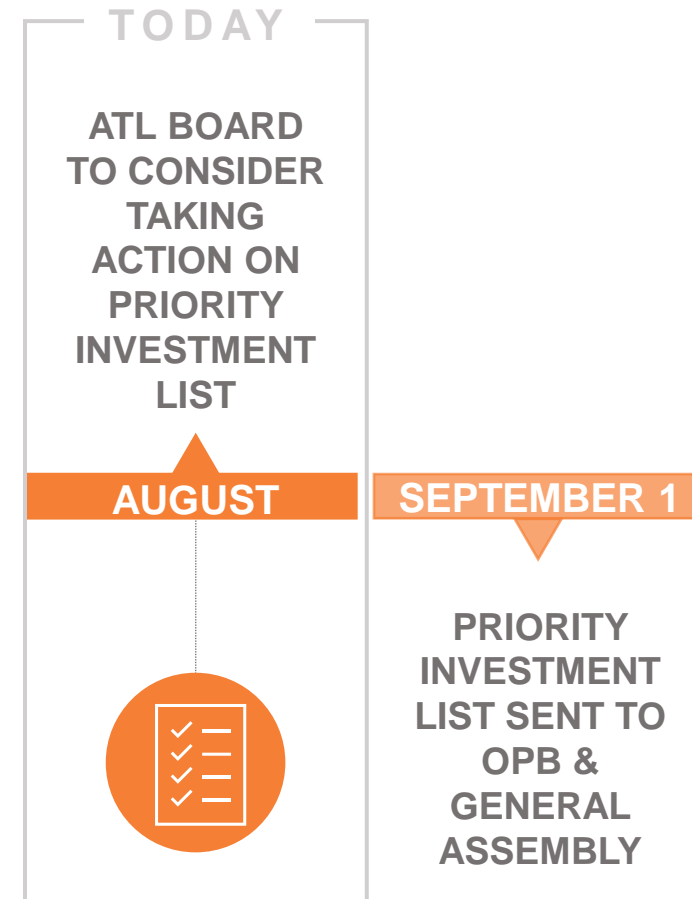 TODAY
ATL BOARD
TO CONSIDER
TAKING
ACTION ON
PRIORITY
INVESTMENT
LIST
AUGUST
SEPTEMBER 1
PRIORITY
INVESTMENT
LIST SENT TO
OPB &
GENERAL
ASSEMBLY